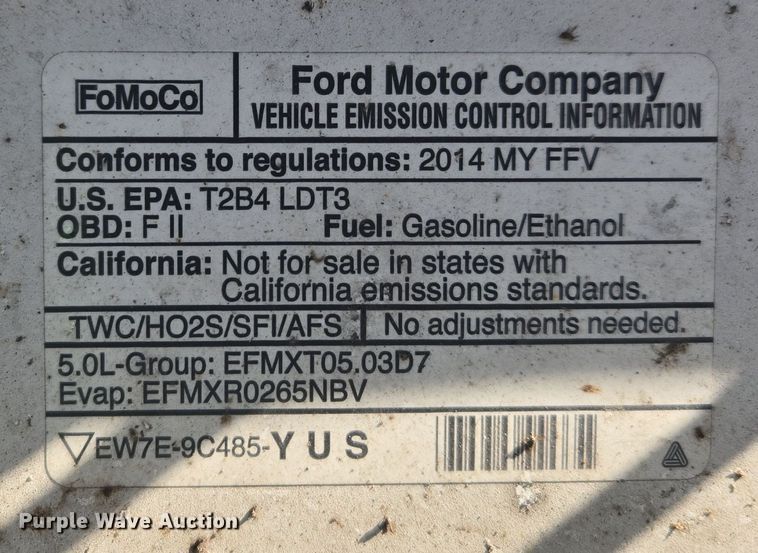 FoMoCo
Ford Motor Company
VEHICLE EMISSION CONTROL INFORMATION
Conforms to regulations: 2014 MY FFV
U.S. EPA: T2B4 LDT3
OBD: F II Fuel: Gasoline/Ethanol
California: Not for sale in states with
California emissions standards.
TWC/HO2S/SFI/AFS No adjustments needed.
5.0L-Group: EFMXT05.03D7
Evap: EFMXR0265NBV
EW7E-9C485-Y U S
Purple Wave Auction